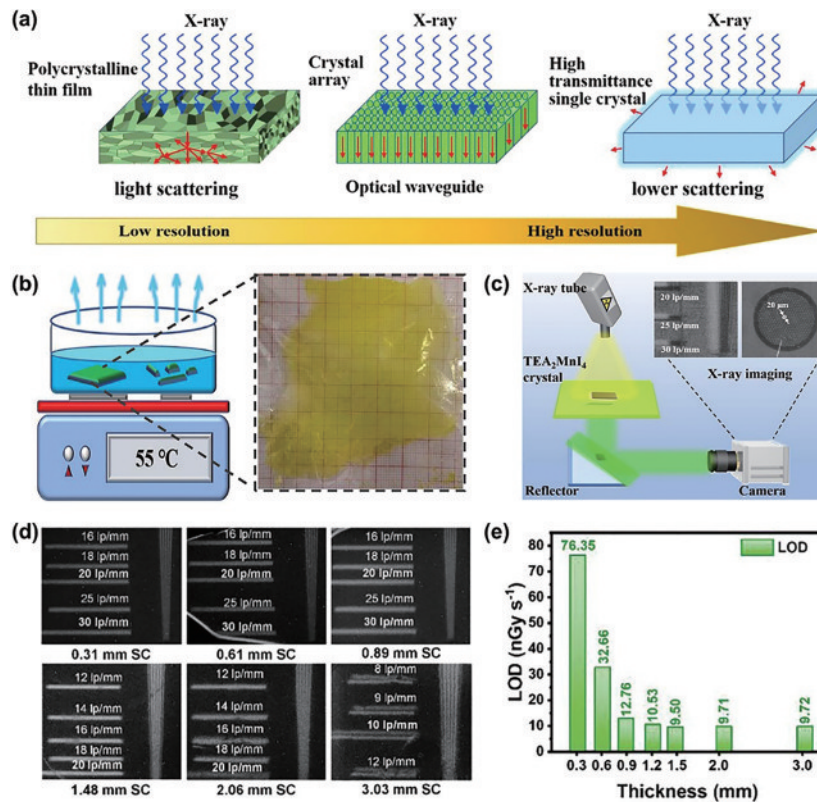 (a)
X-ray
X-ray
X-ray
Polycrystalline
thin film
Crystal
array
High
transmittance
single crystal
light scattering
Optical waveguide
lower scattering
Low resolution
High resolution
(b)
55 °C
(c)
X-ray tube
TEA₂MnI₄
crystal
20 lp/mm
25 lp/mm
30 lp/mm
20 μm
X-ray imaging
Reflector
Camera
(d)
16 lp/mm
18 lp/mm
20 lp/mm
25 lp/mm
30 lp/mm
0.31 mm SC
16 lp/mm
18 lp/mm
20 lp/mm
25 lp/mm
30 lp/mm
0.61 mm SC
16 lp/mm
18 lp/mm
20 lp/mm
25 lp/mm
30 lp/mm
0.89 mm SC
12 lp/mm
14 lp/mm
16 lp/mm
18 lp/mm
20 lp/mm
1.48 mm SC
12 lp/mm
14 lp/mm
16 lp/mm
18 lp/mm
20 lp/mm
2.06 mm SC
8 lp/mm
9 lp/mm
10 lp/mm
12 lp/mm
3.03 mm SC
(e)
LOD
LOD (nGy s⁻¹)
80
70
60
50
40
30
20
10
0
76.35
32.66
12.76
10.53
9.50
9.71
9.72
0.3
0.6
0.9
1.2
1.5
2.0
3.0
Thickness (mm)